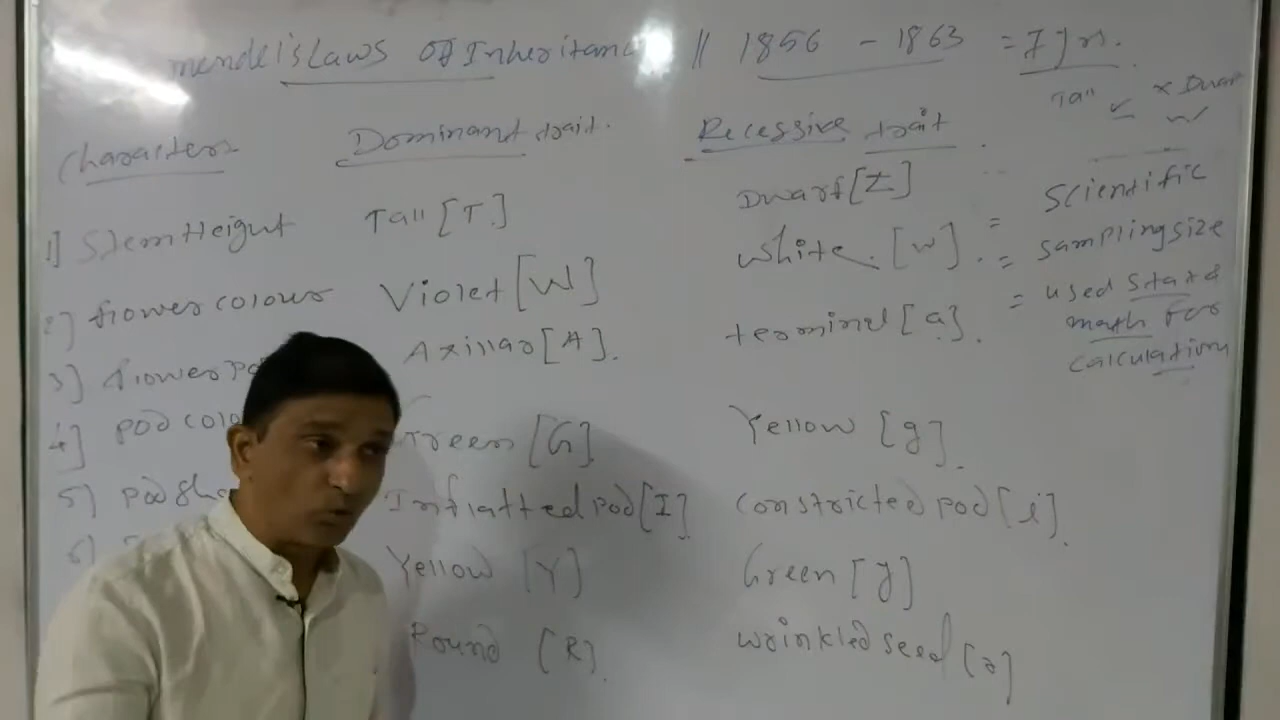 mendel's Laws Of Inheritanc || 1856 - 1863 = 7 yrs.
Tall x Dwarf
Characters Dominant trait. Recessive trait
1] Stem Height Tall [T] Dwarf [t]
2] flower colour Violet [W] White. [w].
3] flower po Axillar [A]. terminal [a].
4] pod colo Green [G] Yellow [g].
5) pod sha Inflatted pod [I] Constricted pod [i].
6) Yellow [Y] Green [y]
Round [R]. wrinkled seed [r]
= Scientific
= sampling size
= used stat &
math for
calculation